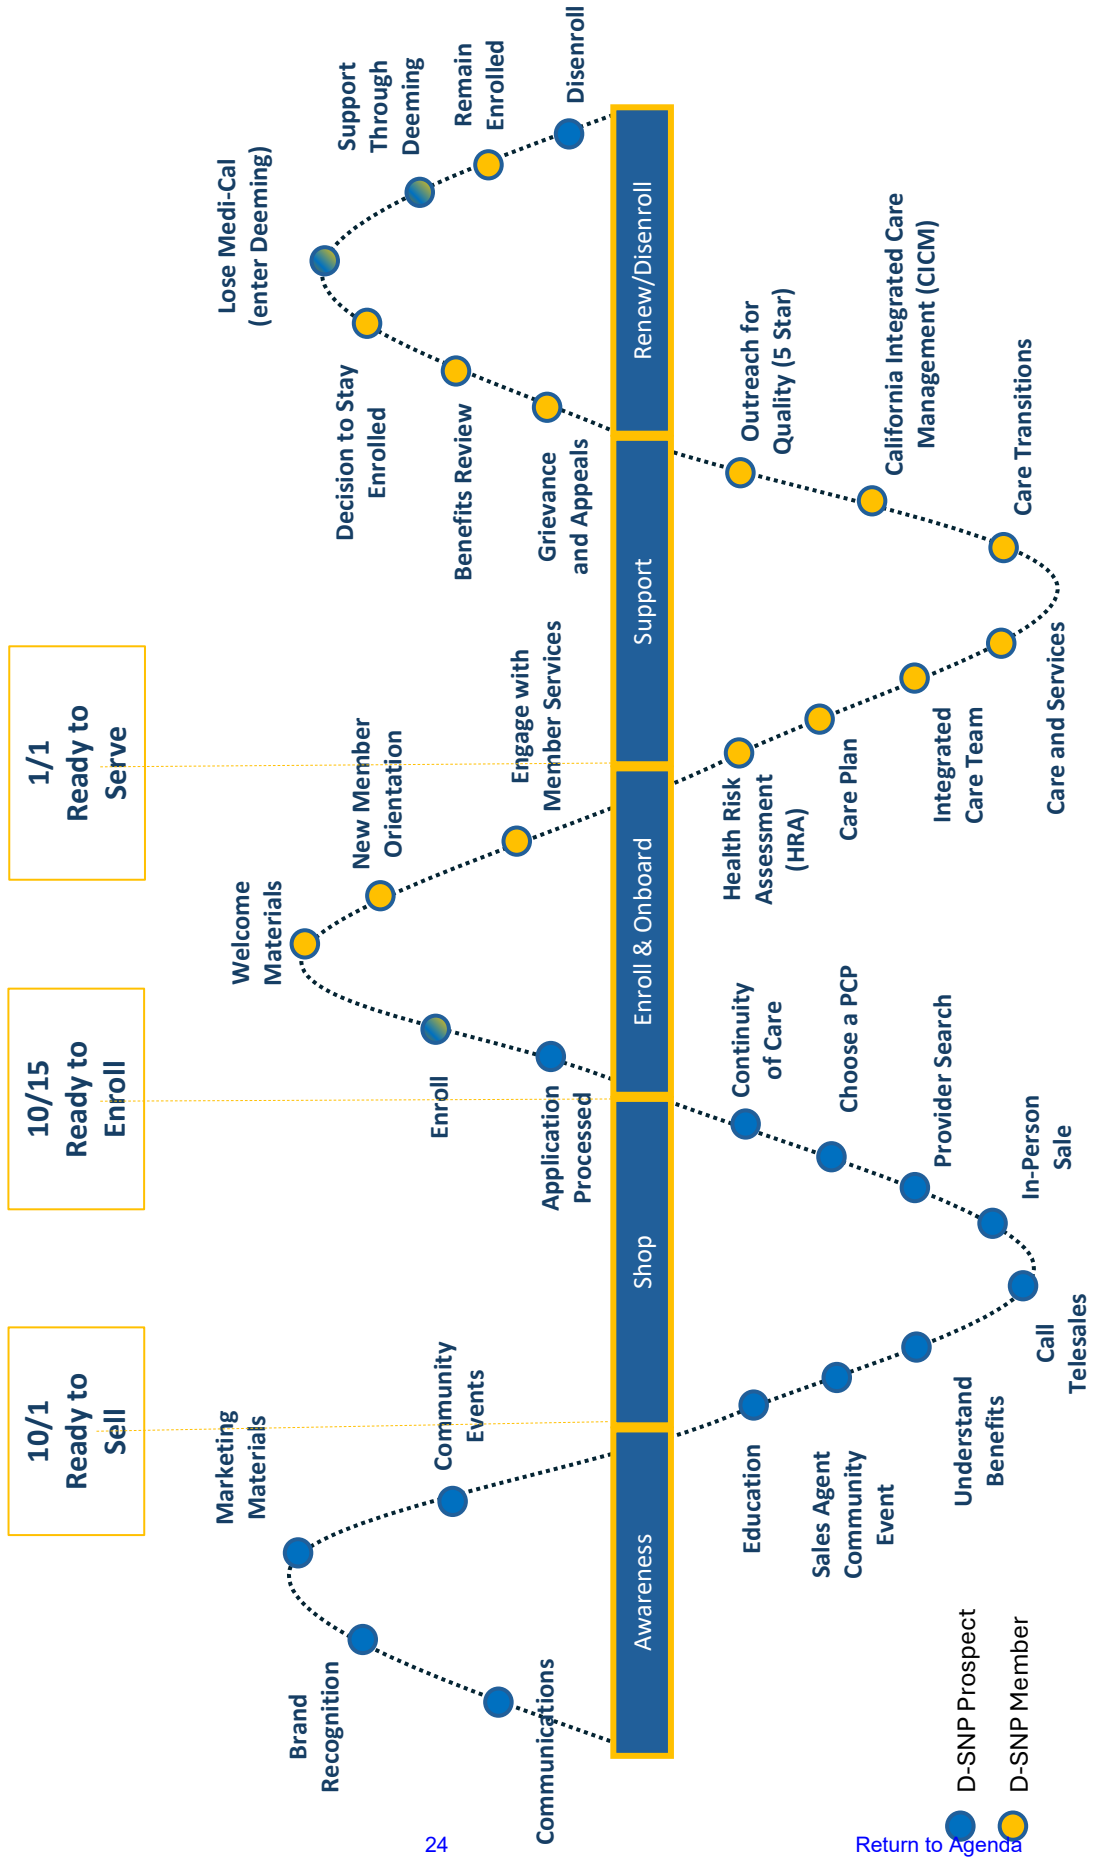 10/1
Ready to
Sell
10/15
Ready to
Enroll
1/1
Ready to
Serve
Brand
Recognition
Communications
Marketing
Materials
Community
Events
Enroll
Application
Processed
Welcome
Materials
New Member
Orientation
Engage with
Member Services
Decision to Stay
Enrolled
Benefits Review
Grievance
and Appeals
Lose Medi-Cal
(enter Deeming)
Support
Through
Deeming
Remain
Enrolled
Disenroll
Awareness
Shop
Enroll & Onboard
Support
Renew/Disenroll
Education
Sales Agent
Community
Event
Understand
Benefits
Call
Telesales
In-Person
Sale
Provider Search
Choose a PCP
Continuity
of Care
Health Risk
Assessment
(HRA)
Care Plan
Integrated
Care Team
Care and Services
Care Transitions
California Integrated Care
Management (CICM)
Outreach for
Quality (5 Star)
D-SNP Prospect
D-SNP Member
24
Return to Agenda